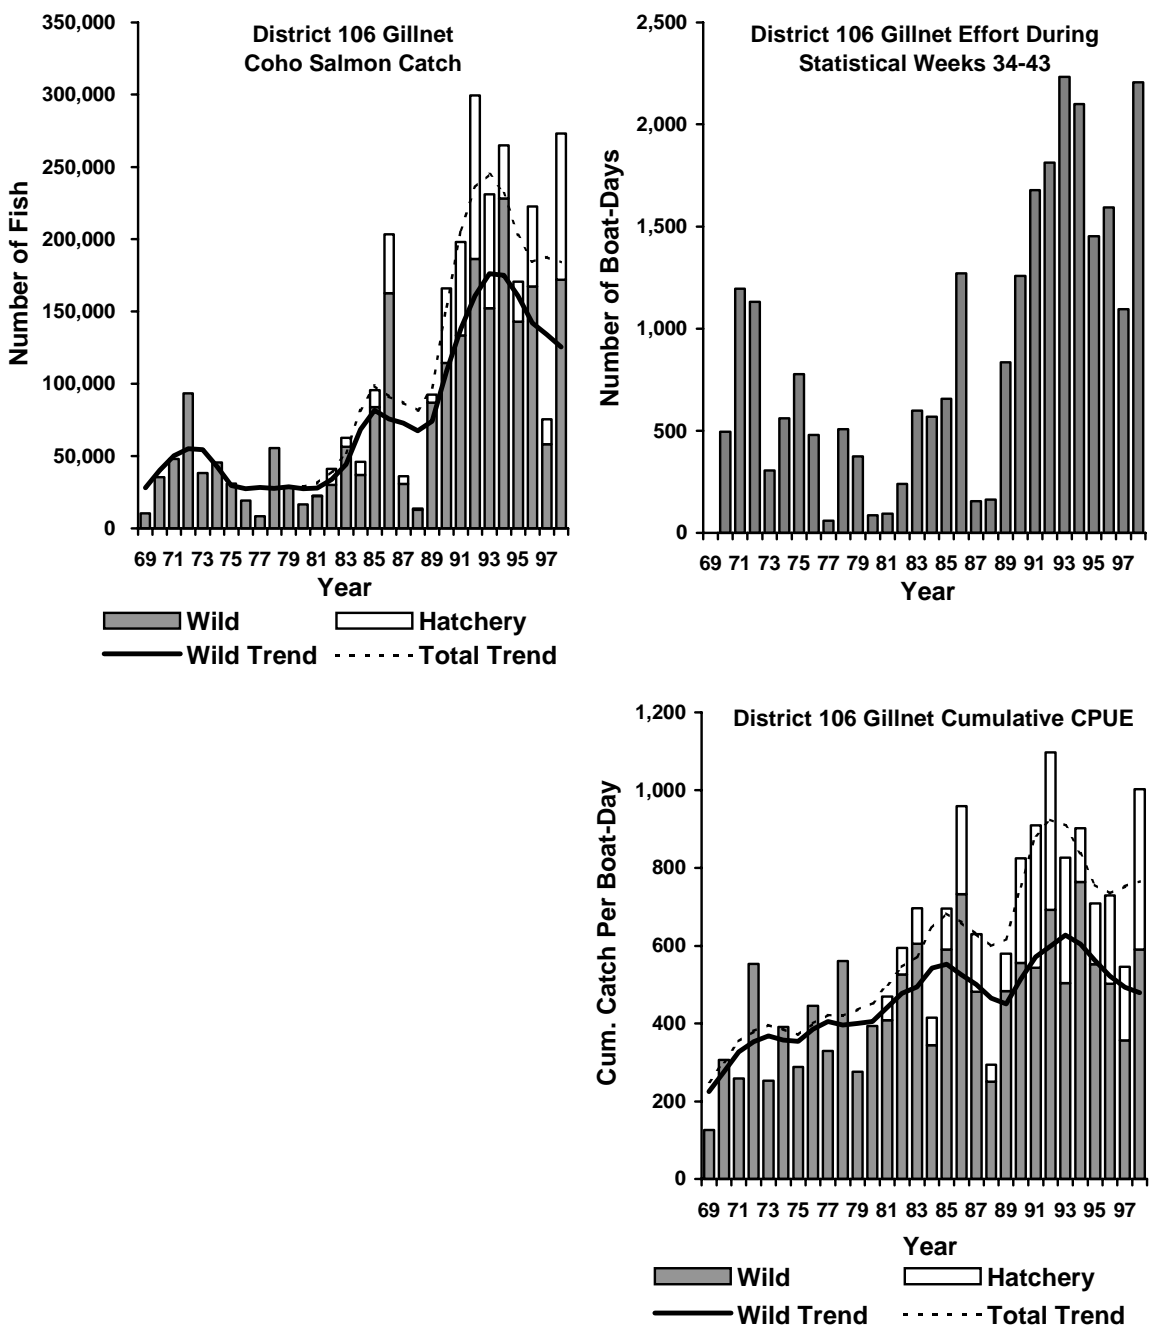 District 106 Gillnet
Coho Salmon Catch
Number of Fish
350,000
300,000
250,000
200,000
150,000
100,000
50,000
0
69 71 73 75 77 79 81 83 85 87 89 91 93 95 97
Year
Wild Hatchery
Wild Trend Total Trend
District 106 Gillnet Effort During
Statistical Weeks 34-43
Number of Boat-Days
2,500
2,000
1,500
1,000
500
0
69 71 73 75 77 79 81 83 85 87 89 91 93 95 97
Year
District 106 Gillnet Cumulative CPUE
Cum. Catch Per Boat-Day
1,200
1,000
800
600
400
200
0
69 71 73 75 77 79 81 83 85 87 89 91 93 95 97
Year
Wild Hatchery
Wild Trend Total Trend